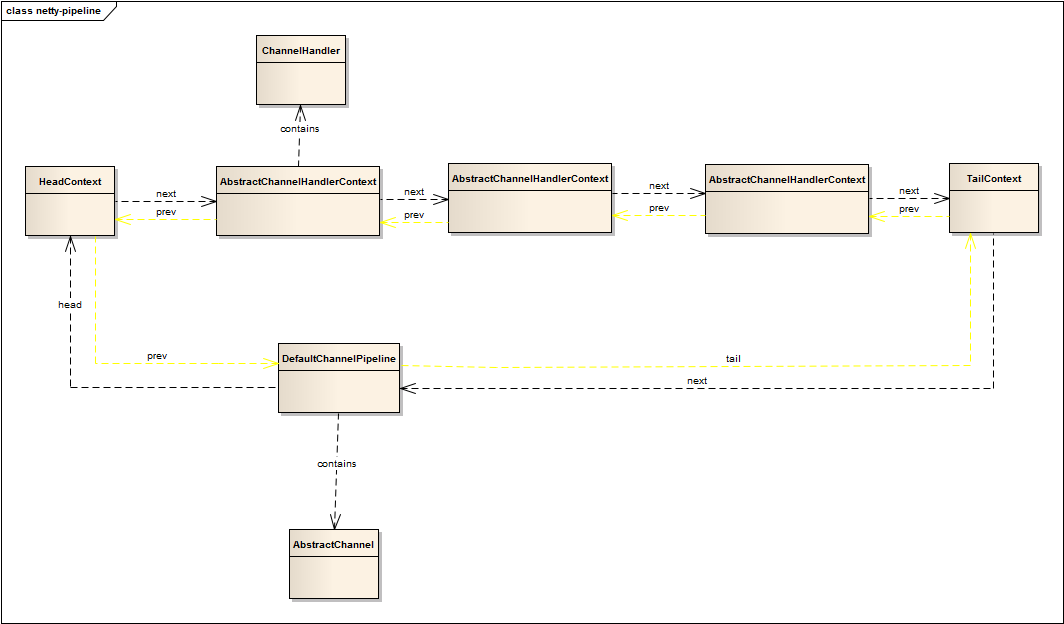 class netty-pipeline
ChannelHandler
contains
HeadContext
next
prev
AbstractChannelHandlerContext
next
prev
AbstractChannelHandlerContext
next
prev
AbstractChannelHandlerContext
next
prev
TailContext
head
prev
DefaultChannelPipeline
tail
next
contains
AbstractChannel